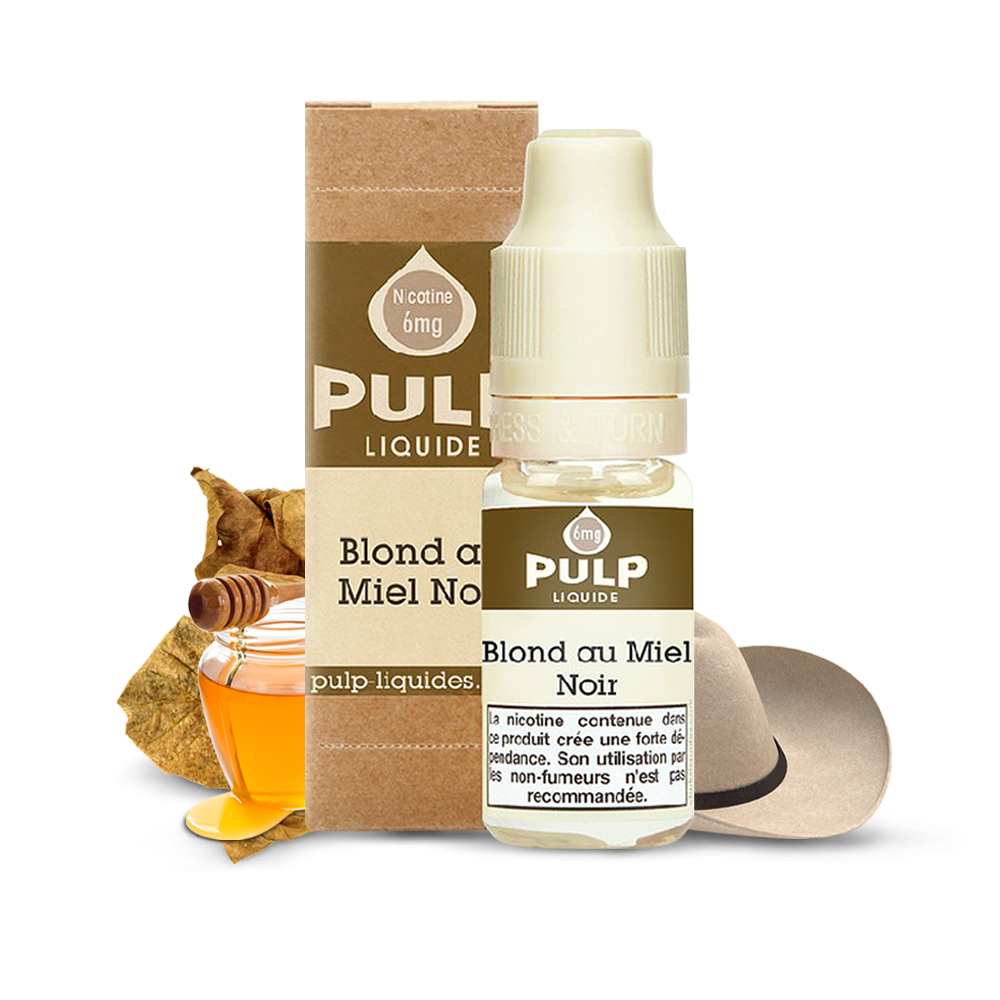 Nicotine
6mg
PULP
LIQUIDE
Blond a
Miel No
pulp-liquides.
PRESS & TURN
6mg
PULP
LIQUIDE
Blond au Miel
Noir
La nicotine contenue dans
ce produit crée une forte dé-
pendance. Son utilisation par
les non-fumeurs n'est pas
recommandée.